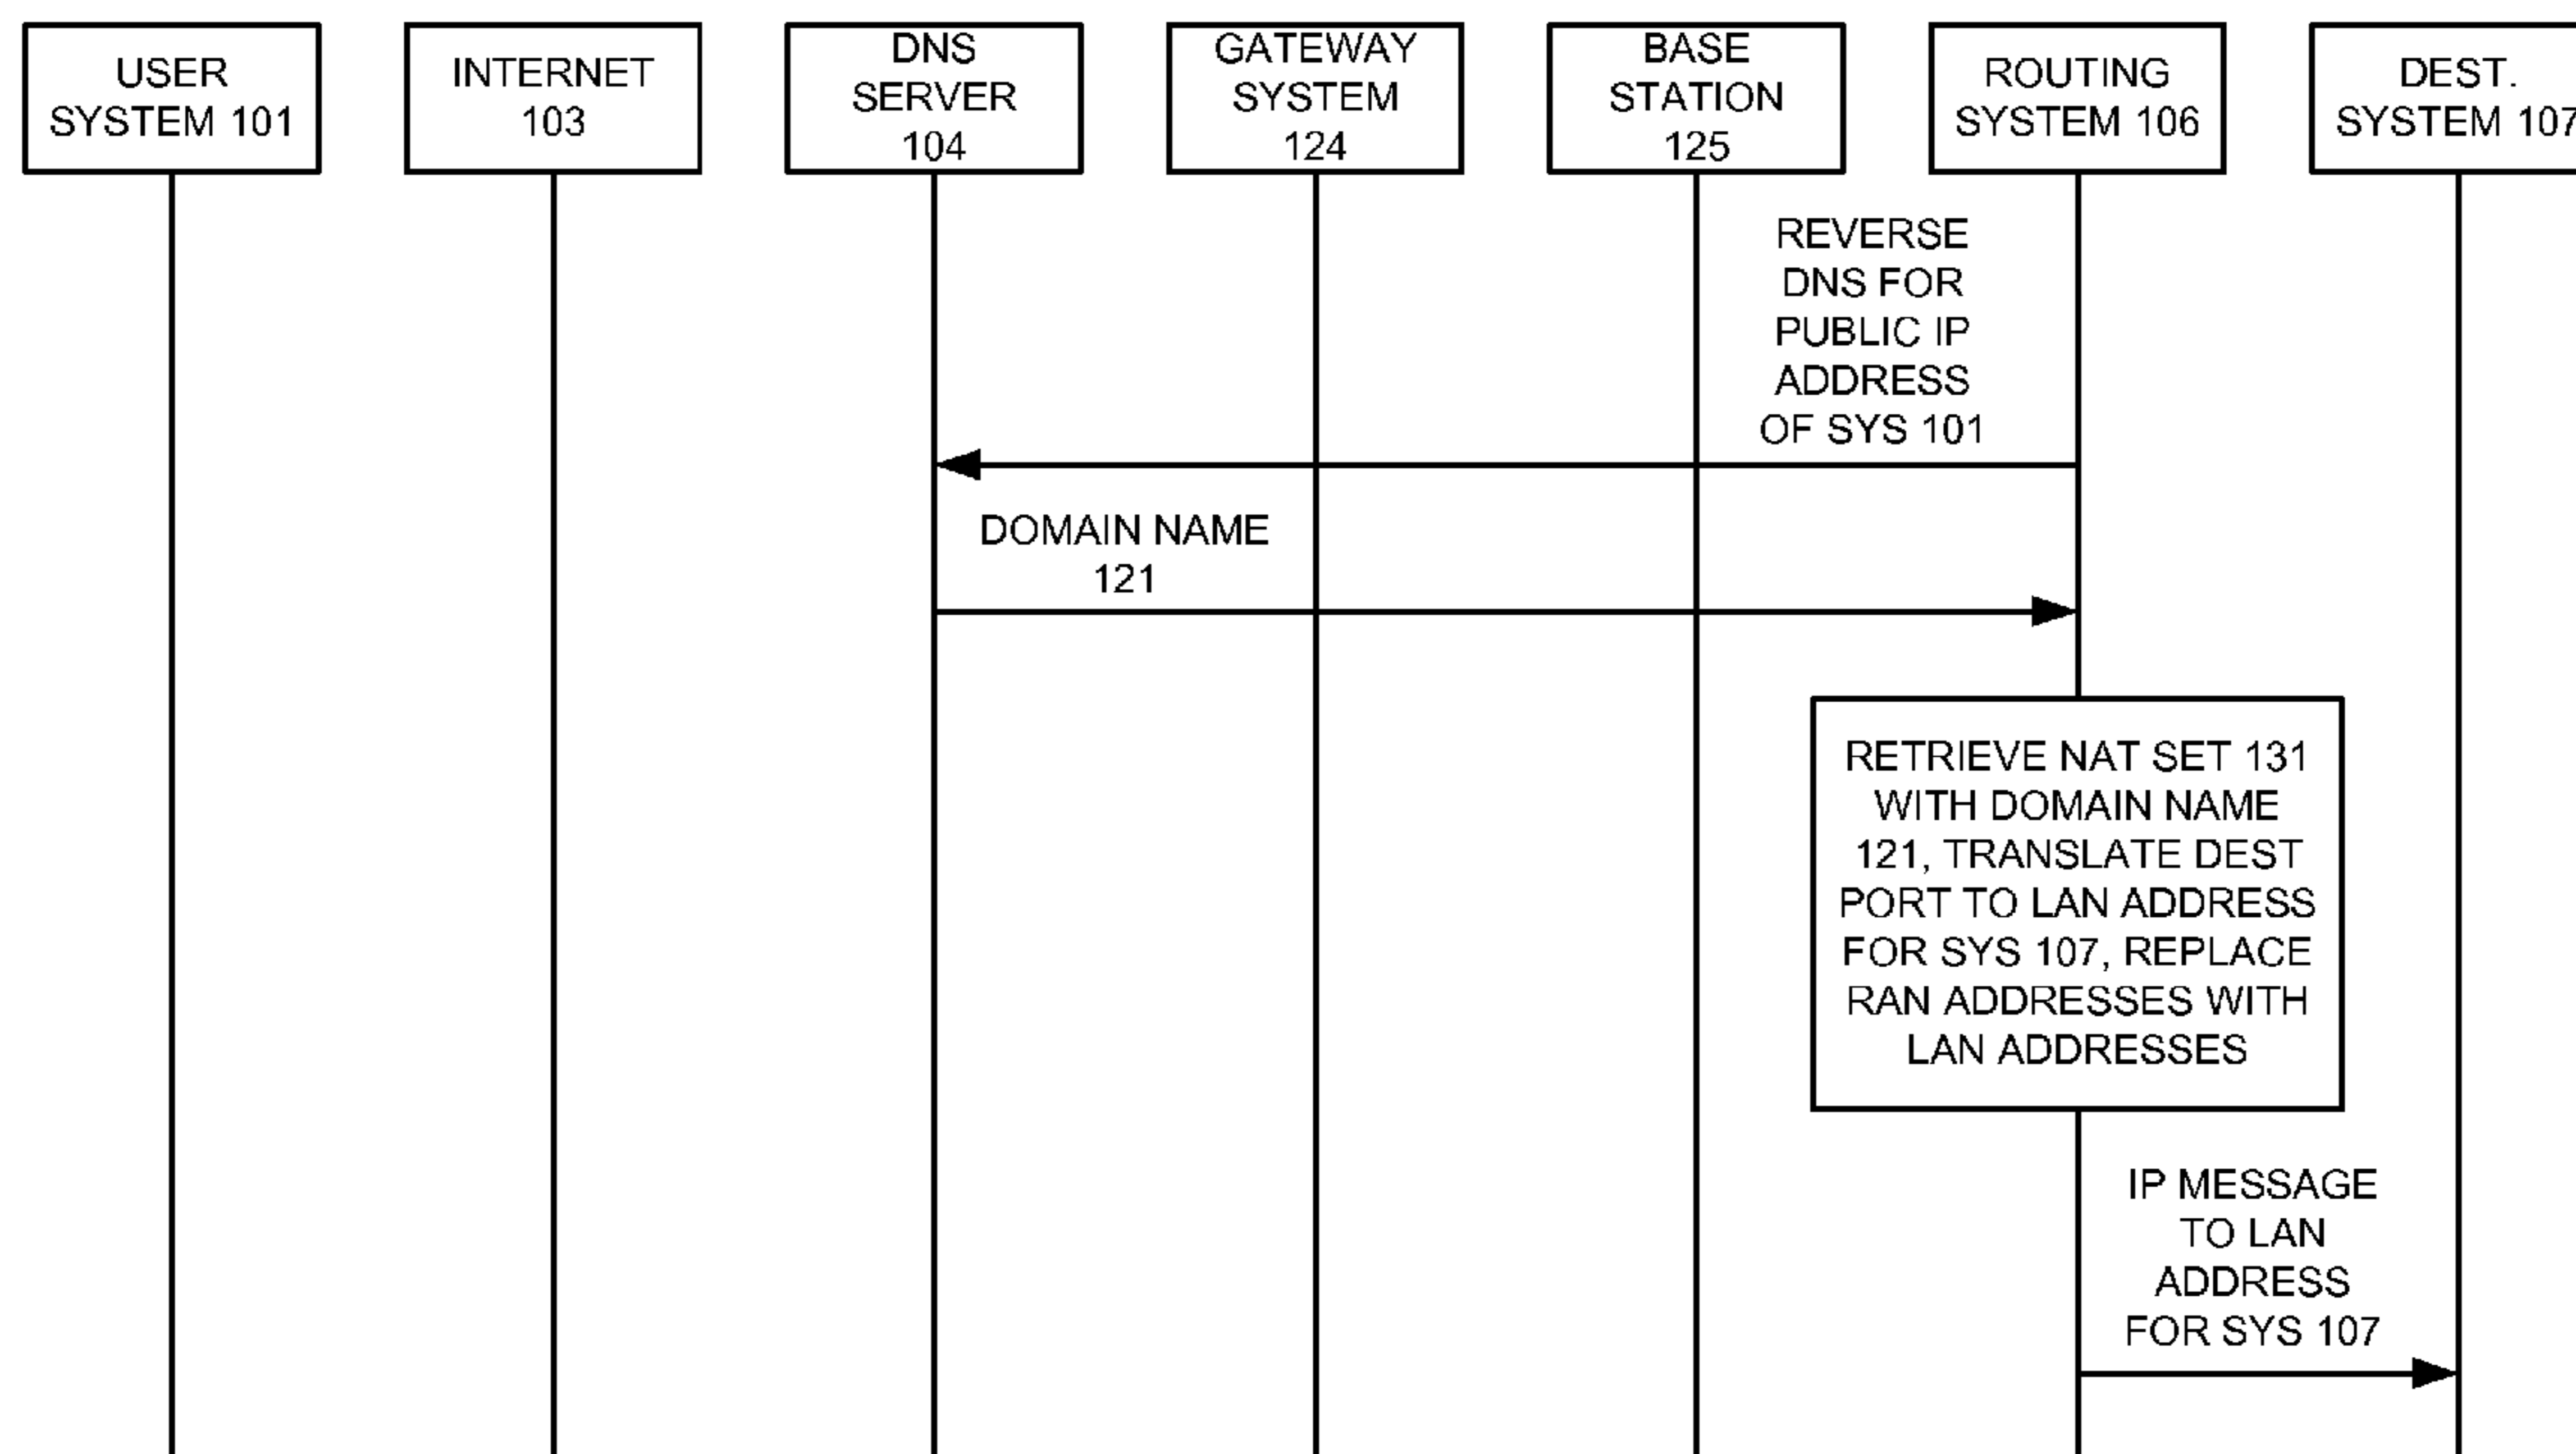 USER
SYSTEM 101
INTERNET
103
DNS
SERVER
104
GATEWAY
SYSTEM
124
BASE
STATION
125
ROUTING
SYSTEM 106
DEST.
SYSTEM 107
REVERSE
DNS FOR
PUBLIC IP
ADDRESS
OF SYS 101
DOMAIN NAME
121
RETRIEVE NAT SET 131
WITH DOMAIN NAME
121, TRANSLATE DEST
PORT TO LAN ADDRESS
FOR SYS 107, REPLACE
RAN ADDRESSES WITH
LAN ADDRESSES
IP MESSAGE
TO LAN
ADDRESS
FOR SYS 107